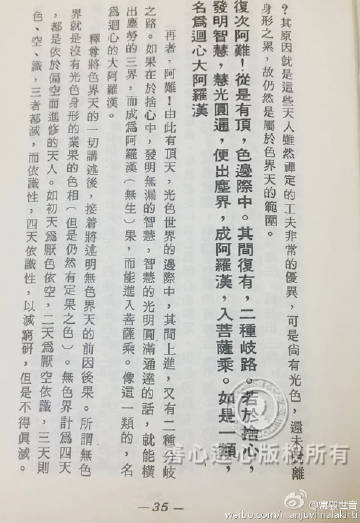 ？其原因就是這些天人雖然禪定的工夫非常的優異，可是尚有光色，還未離
身形之累，故仍然是屬於色界天的範圍。
復次阿難！從是有頂，色邊際中。其間復有，二種歧路。若於捨心，
發明智慧，慧光圓通，便出塵界，成阿羅漢，入菩薩乘。如是一類，
名爲迴心大阿羅漢
再者，阿難！由此有頂天，光色世界的邊際中，其間上進，又有二種分歧
之路。如果在於捨心中，發明無漏的智慧，智慧的光明圓滿通達的話，就能橫
出塵勞的三界，而成爲阿羅漢（無生）果，而能進入菩薩乘。像這一類的，名
爲迴心的大阿羅漢。
釋尊將色界天的一切講述後，接着將述明無色界天的前因後果。所謂無色
界就是沒有光色身形的業果的色相（但是仍然有定果之色）。無色界計爲四天
，都是依於偏空而進修的天人。如初天爲厭色依空，二天爲厭空依識，三天則
色、空、識，三者都滅，而依識性，四天依識性，以滅窮研，但是不得眞滅。
—35—
善心通心版权所有